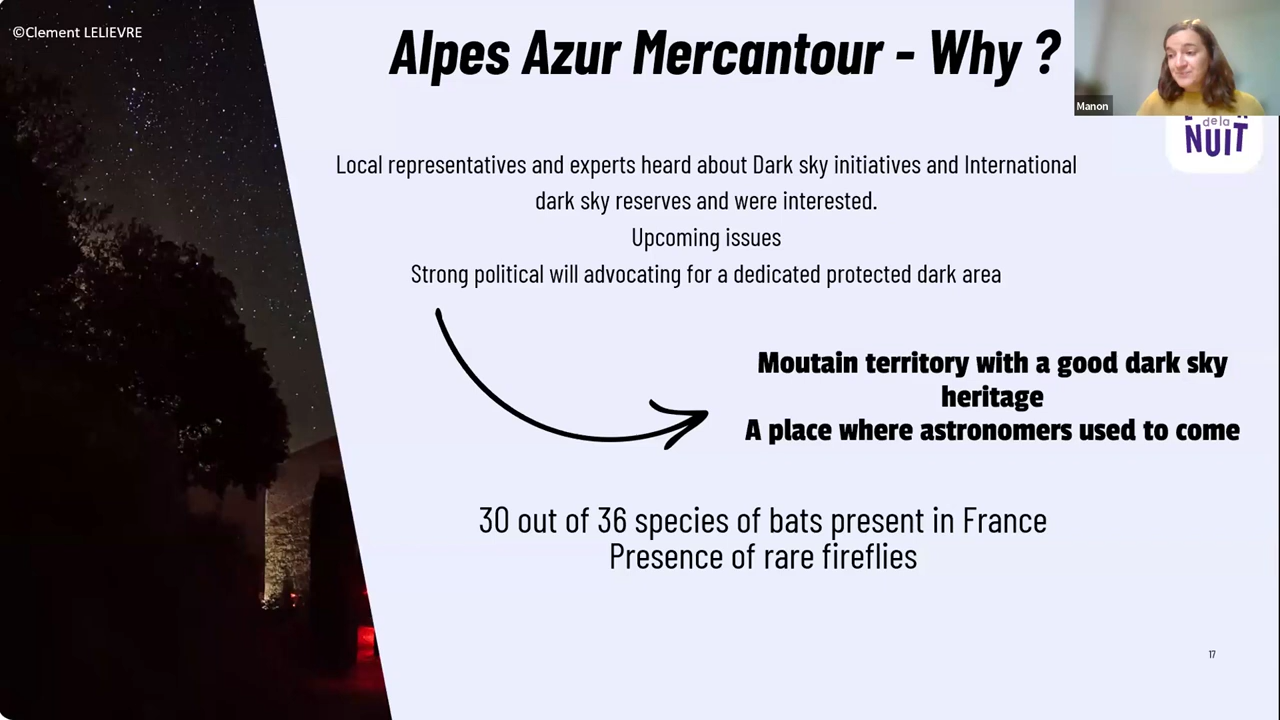 ©Clement LELIEVRE
Alpes Azur Mercantour - Why ?
Manon
de la
NUIT
Local representatives and experts heard about Dark sky initiatives and International
dark sky reserves and were interested.
Upcoming issues
Strong political will advocating for a dedicated protected dark area
Moutain territory with a good dark sky
heritage
A place where astronomers used to come
30 out of 36 species of bats present in France
Presence of rare fireflies
17